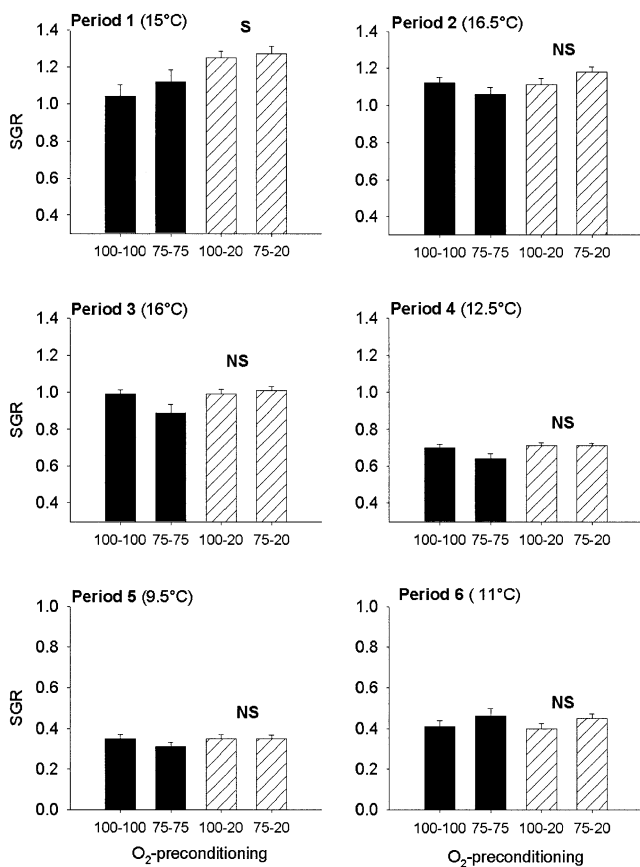 Period 1 (15°C)
S
SGR
1.4
1.2
1.0
0.8
0.6
0.4
100-100 75-75 100-20 75-20
Period 2 (16.5°C)
NS
1.4
1.2
1.0
0.8
0.6
0.4
100-100 75-75 100-20 75-20
Period 3 (16°C)
NS
SGR
1.4
1.2
1.0
0.8
0.6
0.4
100-100 75-75 100-20 75-20
Period 4 (12.5°C)
NS
1.4
1.2
1.0
0.8
0.6
0.4
100-100 75-75 100-20 75-20
Period 5 (9.5°C)
NS
SGR
1.0
0.8
0.6
0.4
0.2
0.0
100-100 75-75 100-20 75-20
O₂-preconditioning
Period 6 ( 11°C)
NS
1.0
0.8
0.6
0.4
0.2
0.0
100-100 75-75 100-20 75-20
O₂-preconditioning